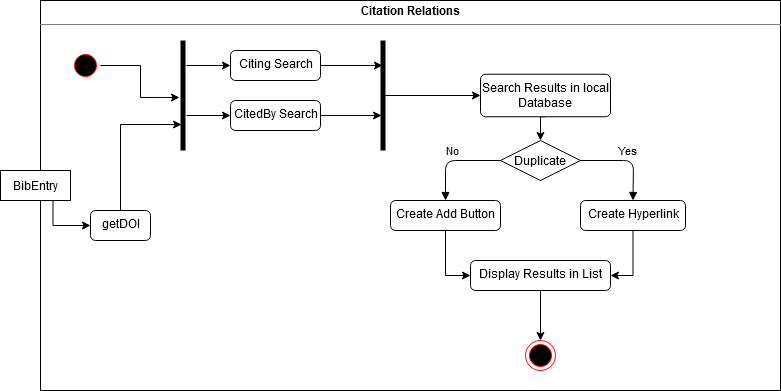 Citation Relations
Citing Search
CitedBy Search
Search Results in local
Database
No
Duplicate
Yes
BibEntry
getDOI
Create Add Button
Create Hyperlink
Display Results in List